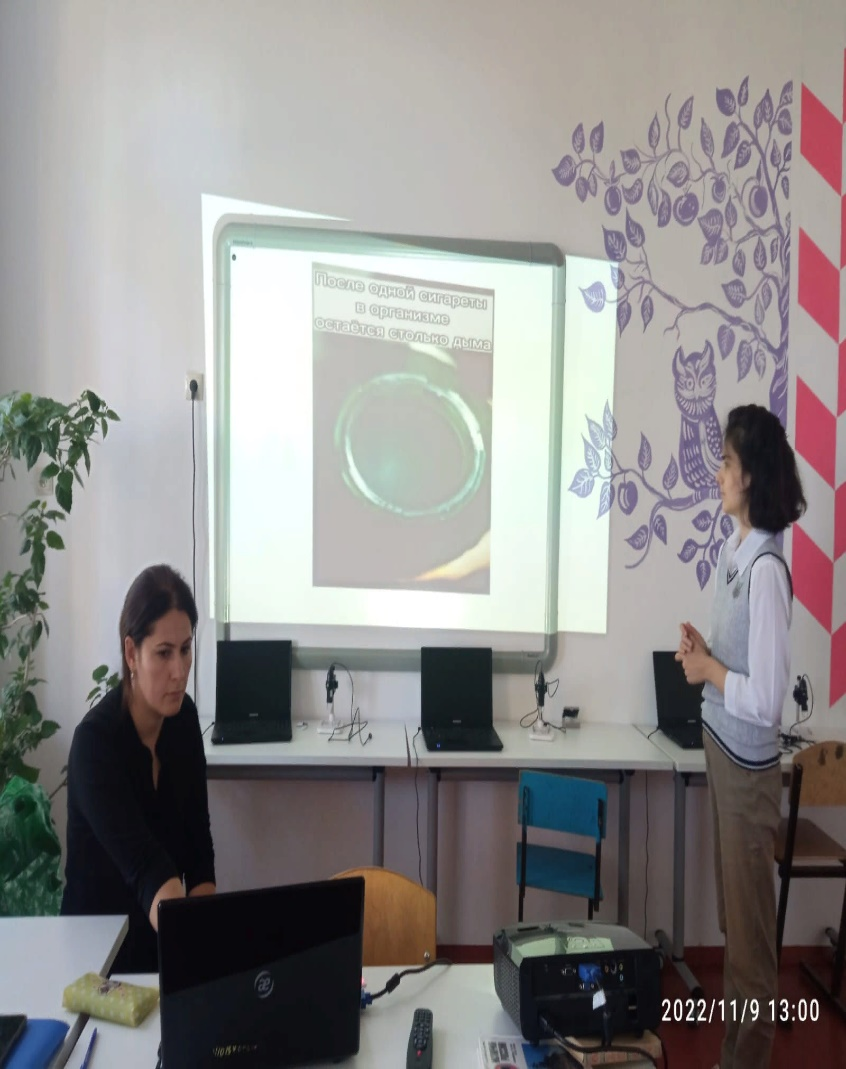 После одной сигареты
в организме
остаётся столько дыма
2022/11/9 13:00